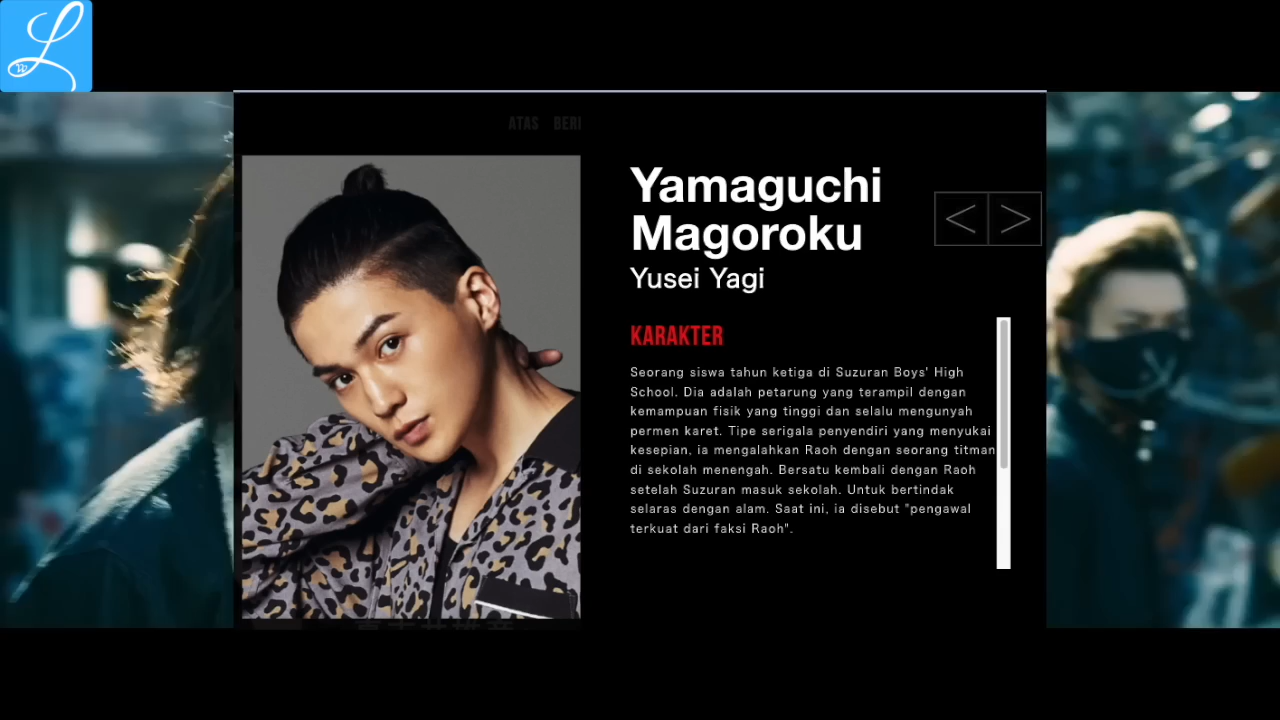 ATAS BERI
Yamaguchi
Magoroku
Yusei Yagi
KARAKTER
Seorang siswa tahun ketiga di Suzuran Boys' High
School. Dia adalah petarung yang terampil dengan
kemampuan fisik yang tinggi dan selalu mengunyah
permen karet. Tipe serigala penyendiri yang menyukai
kesepian, ia mengalahkan Raoh dengan seorang titman
di sekolah menengah. Bersatu kembali dengan Raoh
setelah Suzuran masuk sekolah. Untuk bertindak
selaras dengan alam. Saat ini, ia disebut "pengawal
terkuat dari faksi Raoh".